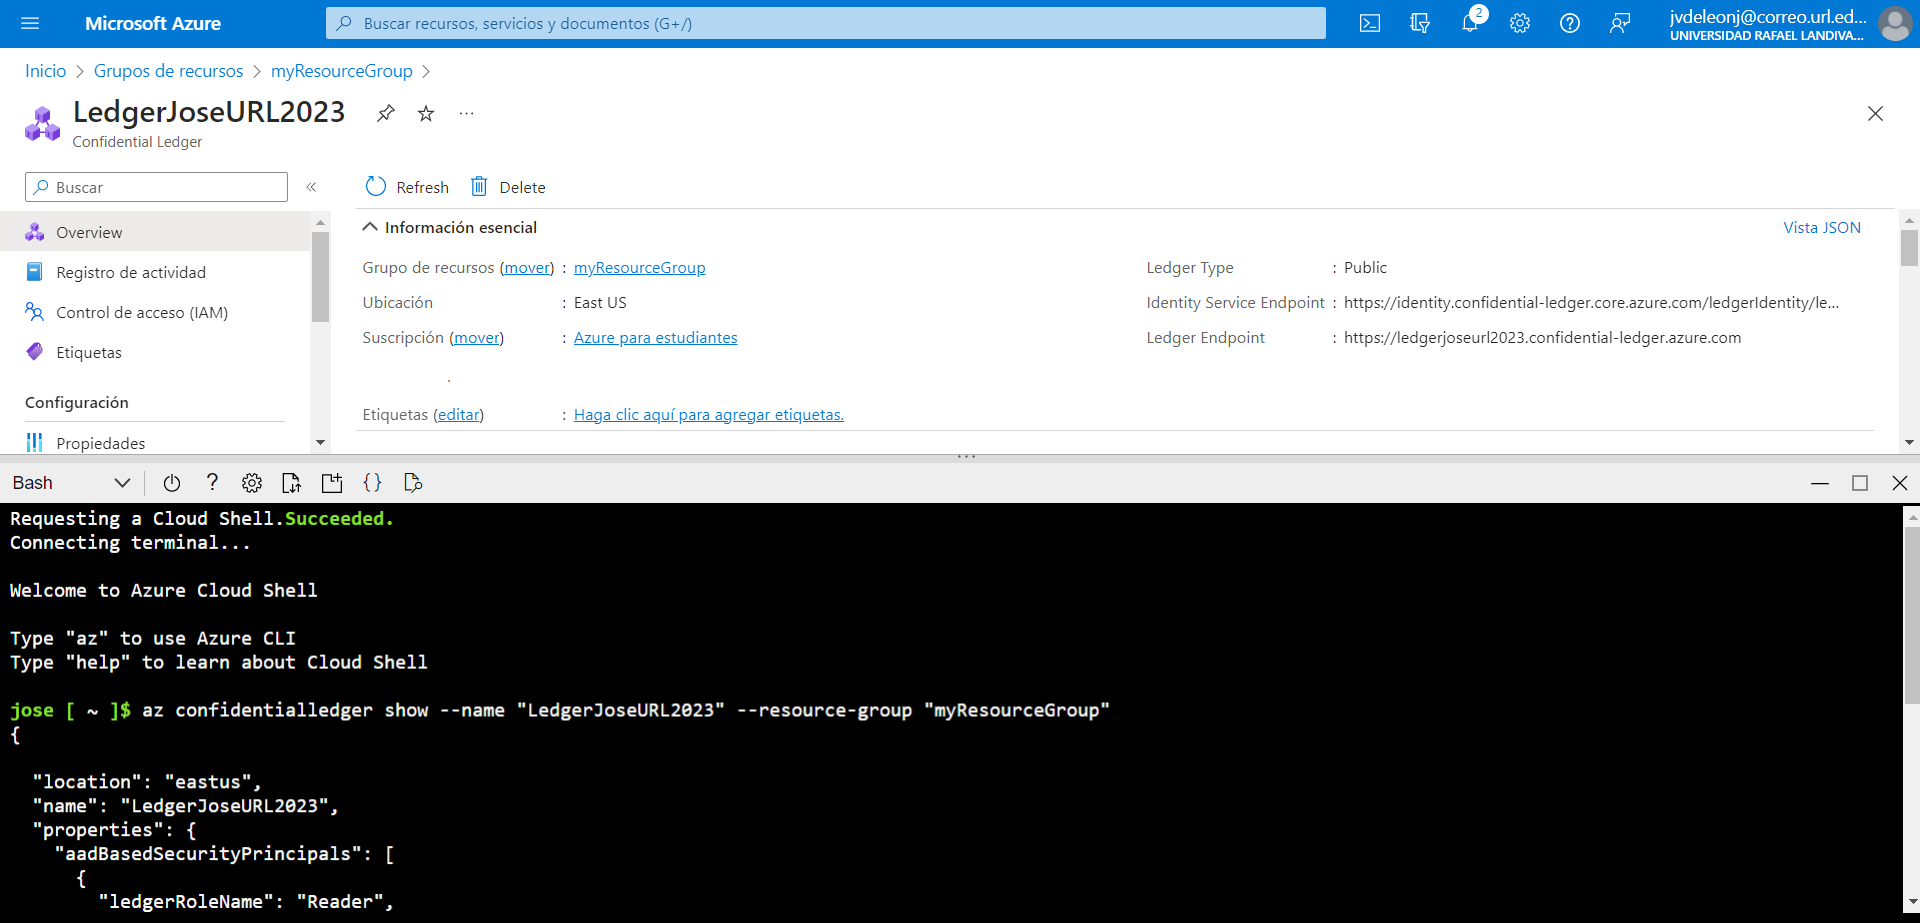 Microsoft Azure
Buscar recursos, servicios y documentos (G+/)
2
jvdeleonj@correo.url.ed...
UNIVERSIDAD RAFAEL LANDIVA...
Inicio > Grupos de recursos > myResourceGroup >
LedgerJoseURL2023
Confidential Ledger
Buscar
Refresh
Delete
Overview
Registro de actividad
Control de acceso (IAM)
Etiquetas
Configuración
Propiedades
Información esencial
Vista JSON
Grupo de recursos (mover) : myResourceGroup
Ubicación : East US
Suscripción (mover) : Azure para estudiantes
Etiquetas (editar) : Haga clic aquí para agregar etiquetas.
Ledger Type : Public
Identity Service Endpoint : https://identity.confidential-ledger.core.azure.com/ledgerIdentity/le...
Ledger Endpoint : https://ledgerjoseurl2023.confidential-ledger.azure.com
Bash
Requesting a Cloud Shell.Succeeded.
Connecting terminal...
Welcome to Azure Cloud Shell
Type "az" to use Azure CLI
Type "help" to learn about Cloud Shell
jose [ ~ ]$ az confidentialledger show --name "LedgerJoseURL2023" --resource-group "myResourceGroup"
{
"location": "eastus",
"name": "LedgerJoseURL2023",
"properties": {
"aadBasedSecurityPrincipals": [
{
"ledgerRoleName": "Reader",